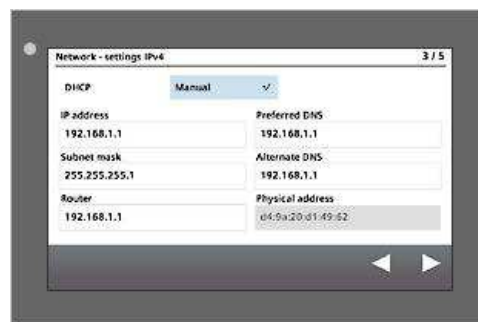 Network - settings IPv4 3 / 5
DHCP Manual
IP address
192.168.1.1
Subnet mask
255.255.255.1
Router
192.168.1.1
Preferred DNS
192.168.1.1
Alternate DNS
192.168.1.1
Physical address
d4:9a:20:d1:49:62